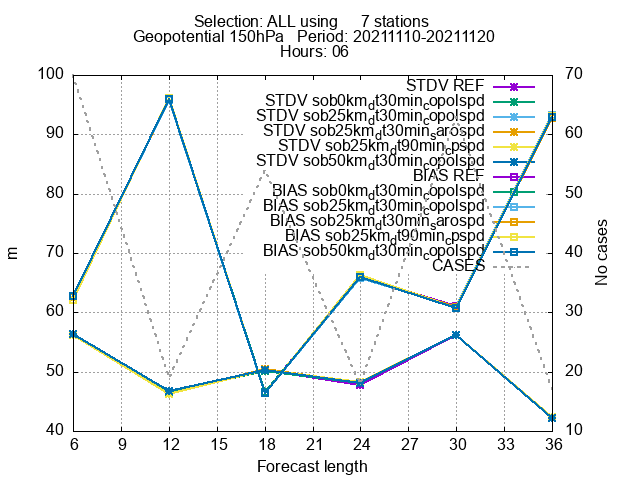 Selection: ALL using 7 stations
Geopotential 150hPa Period: 20211110-20211120
Hours: 06
100
90
80
70
60
50
40
m
70
60
50
40
30
20
10
No cases
STDV REF
STDV sob0km_dt30min_copolspd
STDV sob25km_dt30min_copolspd
STDV sob25km_dt30min_sarospd
STDV sob25km_dt90min_cpspd
STDV sob50km_dt30min_copolspd
BIAS REF
BIAS sob0km_dt30min_copolspd
BIAS sob25km_dt30min_copolspd
BIAS sob25km_dt30min_sarospd
BIAS sob25km_dt90min_cpspd
BIAS sob50km_dt30min_copolspd
CASES
6 9 12 15 18 21 24 27 30 33 36
Forecast length